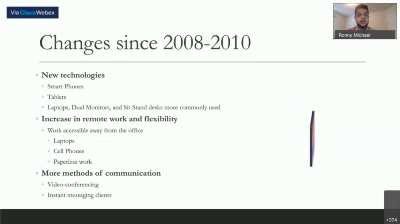 Via Cisco Webex
Ronny Michael
Changes since 2008-2010
New technologies
Smart Phones
Tablets
Laptops, Dual Monitors, and Sit-Stand desks more commonly used
Increase in remote work and flexibility
Work accessible away from the office
Laptops
Cell Phones
Paperless work
More methods of communication
Video-conferencing
Instant messaging clients
+374